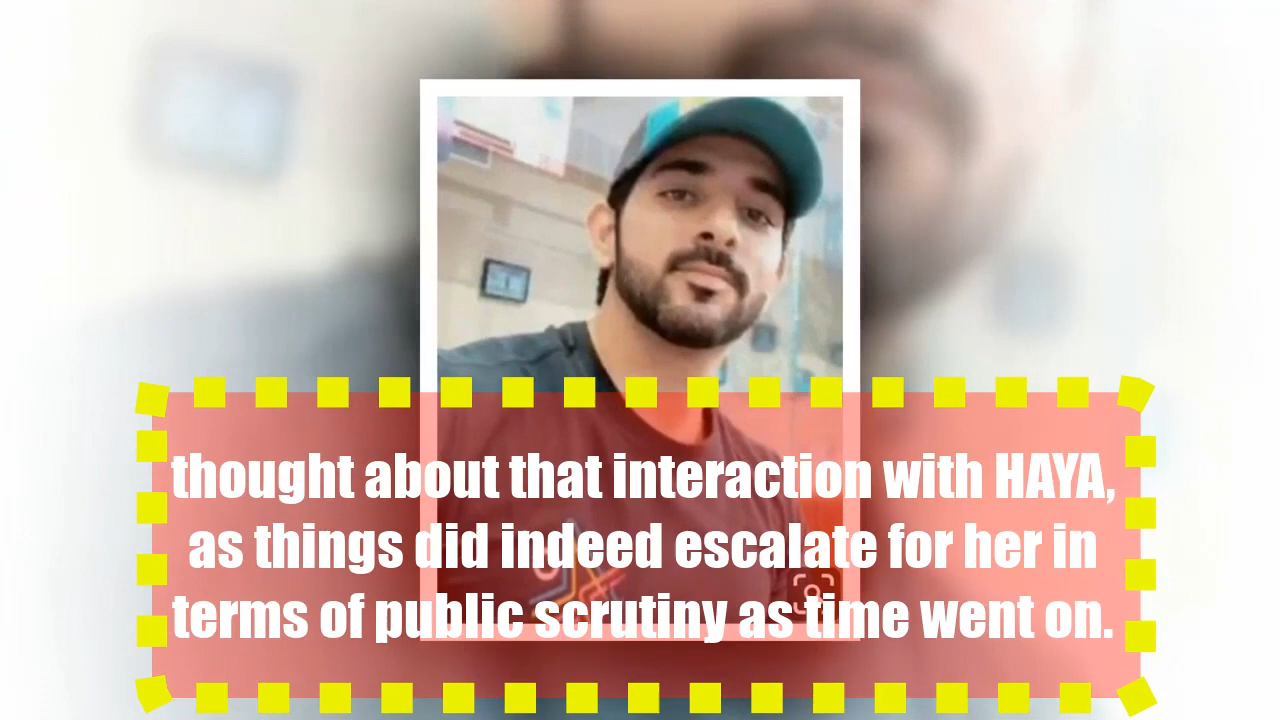 thought about that interaction with HAYA,
as things did indeed escalate for her in
terms of public scrutiny as time went on.